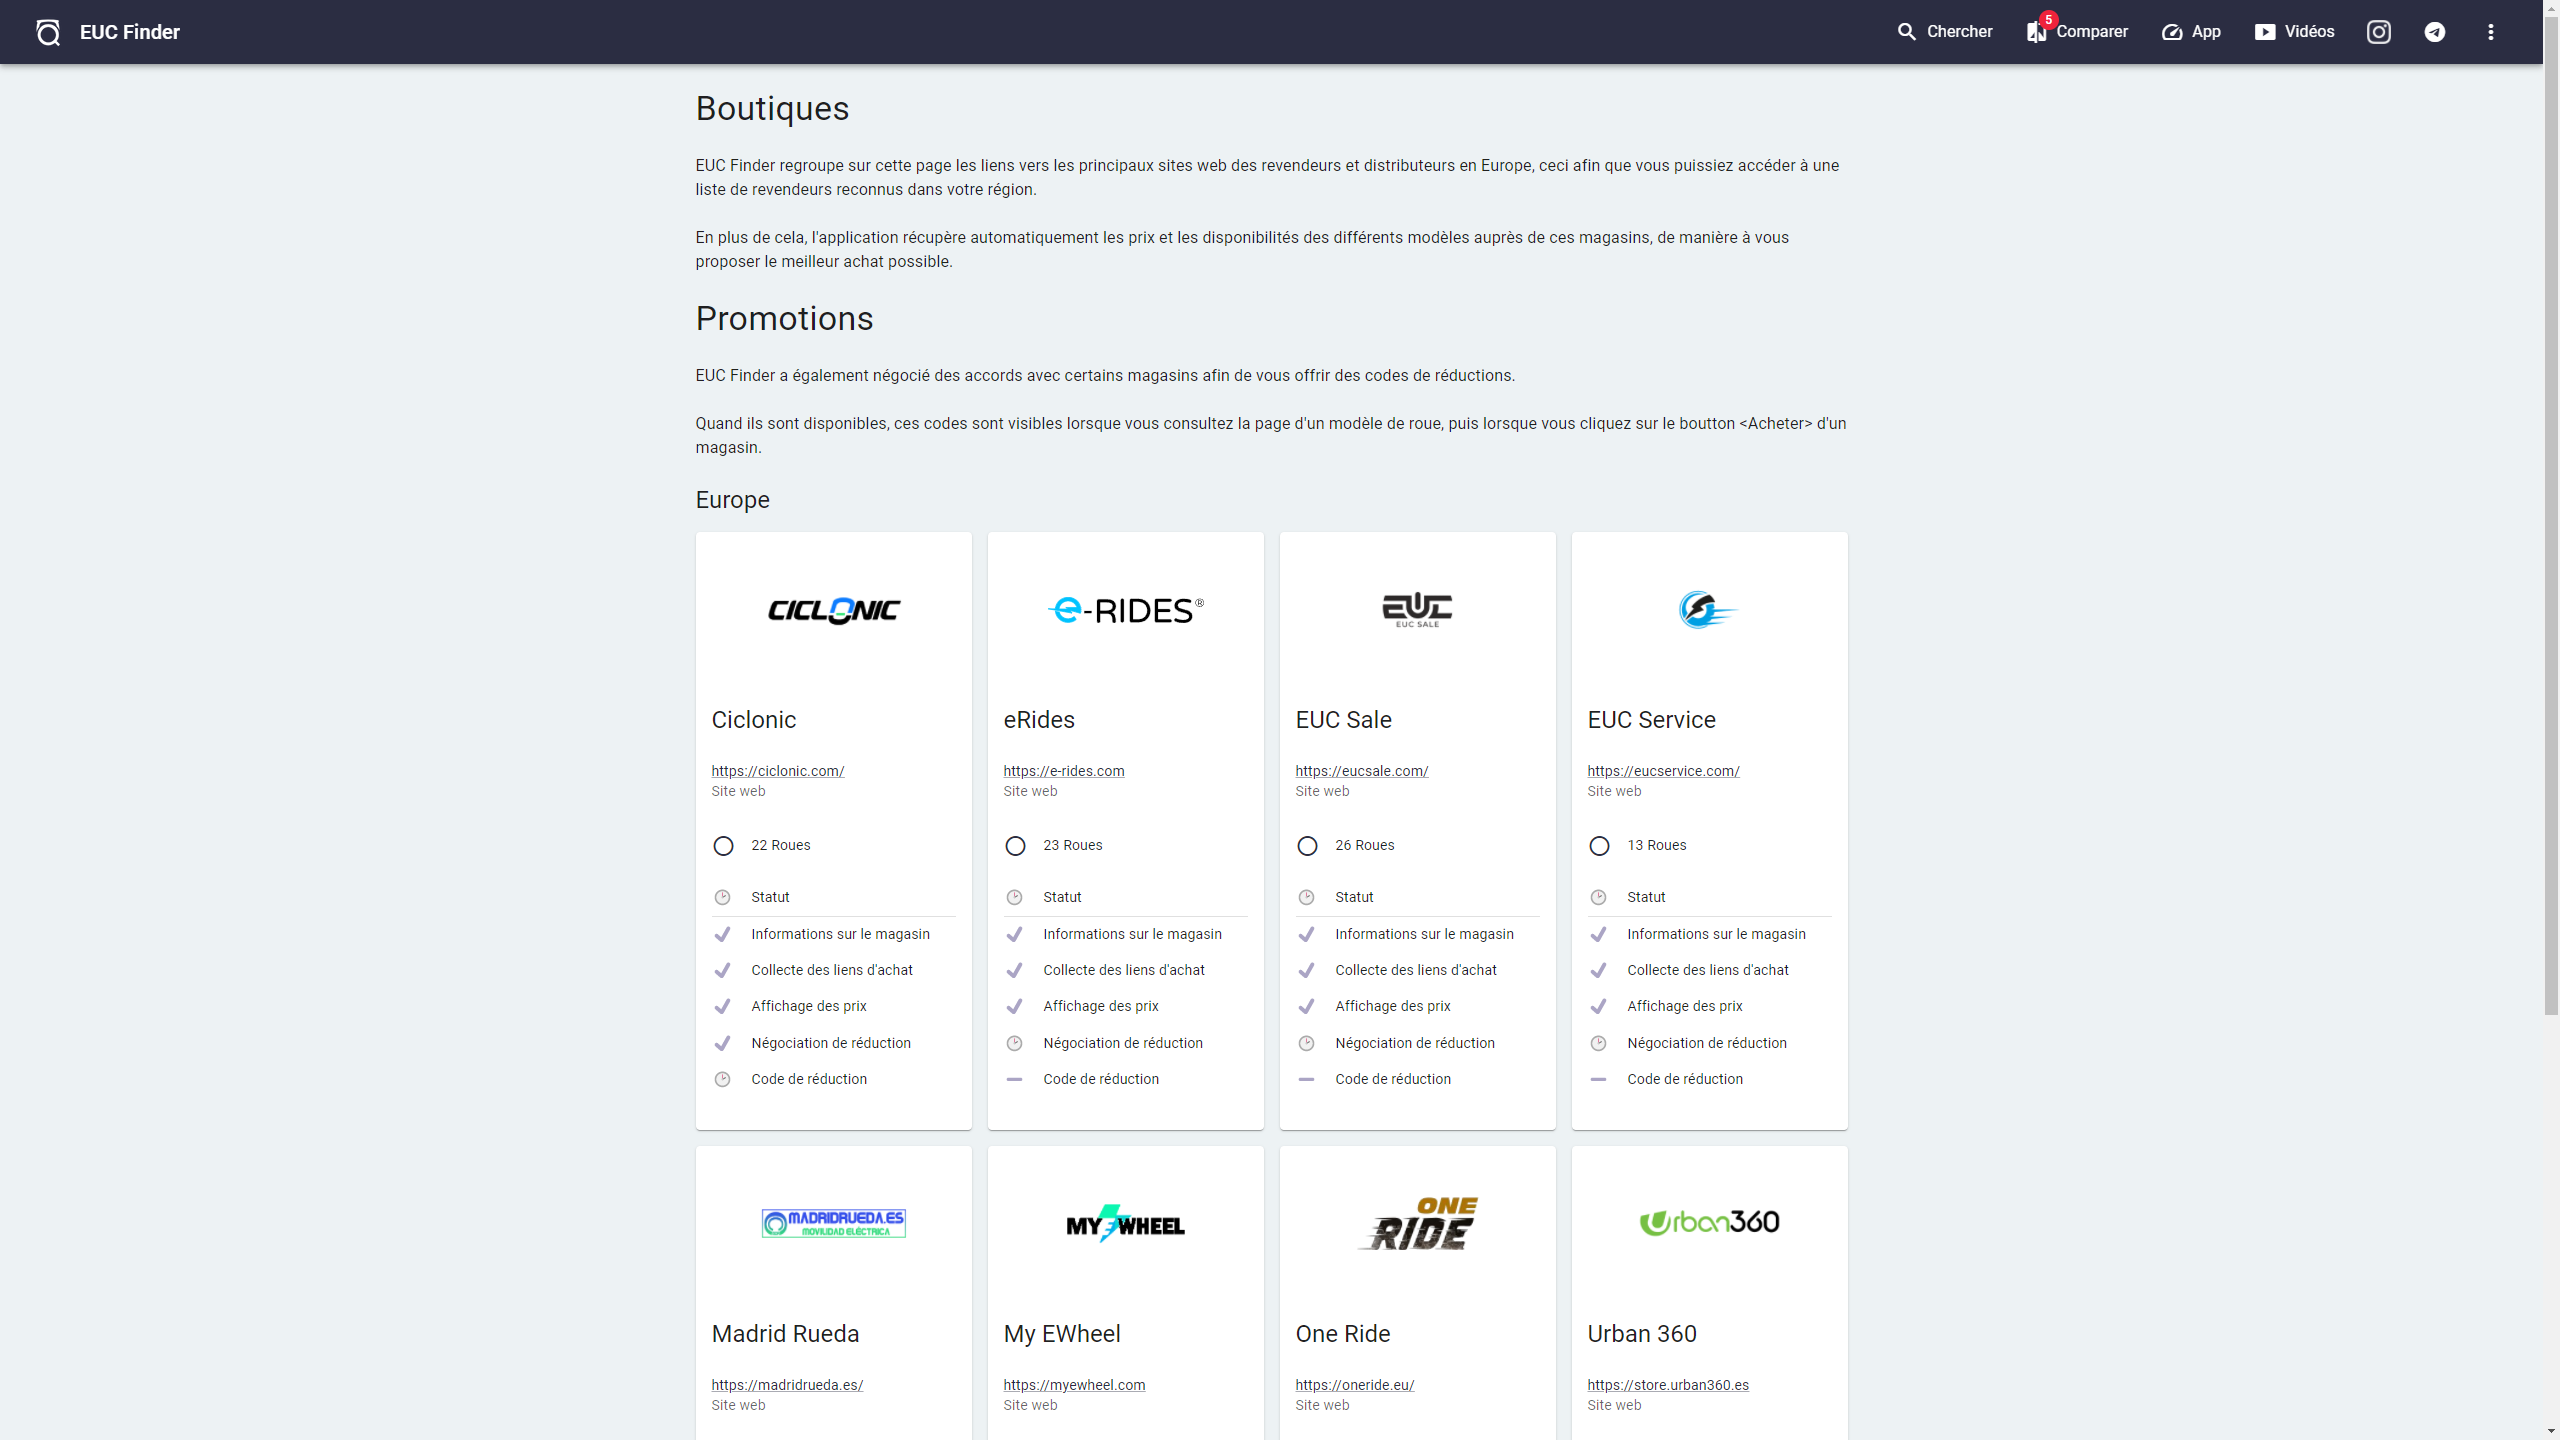 EUC Finder
Chercher
5
Comparer
App
Vidéos
Boutiques
EUC Finder regroupe sur cette page les liens vers les principaux sites web des revendeurs et distributeurs en Europe, ceci afin que vous puissiez accéder à une
liste de revendeurs reconnus dans votre région.
En plus de cela, l'application récupère automatiquement les prix et les disponibilités des différents modèles auprès de ces magasins, de manière à vous
proposer le meilleur achat possible.
Promotions
EUC Finder a également négocié des accords avec certains magasins afin de vous offrir des codes de réductions.
Quand ils sont disponibles, ces codes sont visibles lorsque vous consultez la page d'un modèle de roue, puis lorsque vous cliquez sur le boutton <Acheter> d'un
magasin.
Europe
CICLONIC
Ciclonic
https://ciclonic.com/
Site web
22 Roues
Statut
Informations sur le magasin
Collecte des liens d'achat
Affichage des prix
Négociation de réduction
Code de réduction
e-RIDES®
eRides
https://e-rides.com
Site web
23 Roues
Statut
Informations sur le magasin
Collecte des liens d'achat
Affichage des prix
Négociation de réduction
Code de réduction
EUC
EUC SALE
EUC Sale
https://eucsale.com/
Site web
26 Roues
Statut
Informations sur le magasin
Collecte des liens d'achat
Affichage des prix
Négociation de réduction
Code de réduction
EUC Service
https://eucservice.com/
Site web
13 Roues
Statut
Informations sur le magasin
Collecte des liens d'achat
Affichage des prix
Négociation de réduction
Code de réduction
MADRIDRUEDA.ES
MOVILIDAD ELÉCTRICA
Madrid Rueda
https://madridrueda.es/
Site web
MY EWHEEL
My EWheel
https://myewheel.com
Site web
ONE
RIDE
One Ride
https://oneride.eu/
Site web
Urban360
Urban 360
https://store.urban360.es
Site web